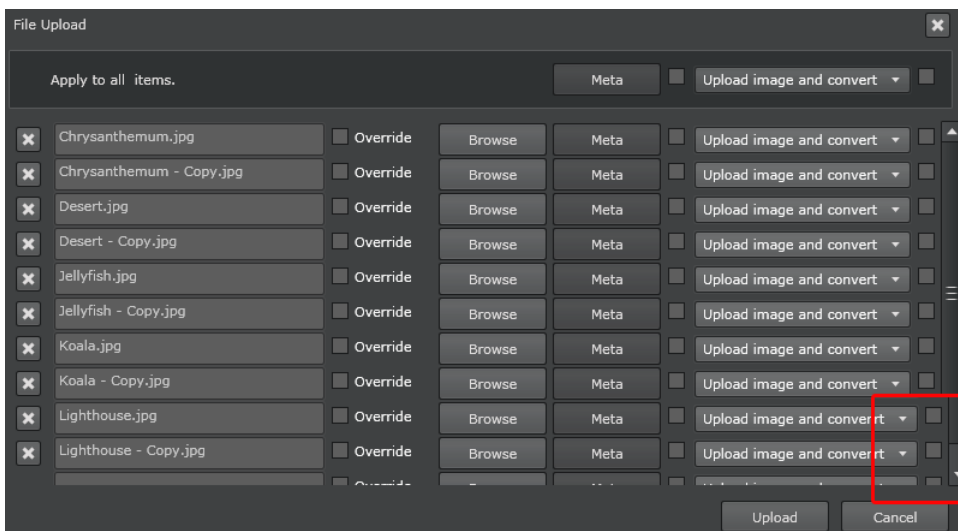 File Upload
Apply to all items. Meta Upload image and convert
Chrysanthemum.jpg Override Browse Meta Upload image and convert
Chrysanthemum - Copy.jpg Override Browse Meta Upload image and convert
Desert.jpg Override Browse Meta Upload image and convert
Desert - Copy.jpg Override Browse Meta Upload image and convert
Jellyfish.jpg Override Browse Meta Upload image and convert
Jellyfish - Copy.jpg Override Browse Meta Upload image and convert
Koala.jpg Override Browse Meta Upload image and convert
Koala - Copy.jpg Override Browse Meta Upload image and convert
Lighthouse.jpg Override Browse Meta Upload image and converrt
Lighthouse - Copy.jpg Override Browse Meta Upload image and converrt
Upload Cancel